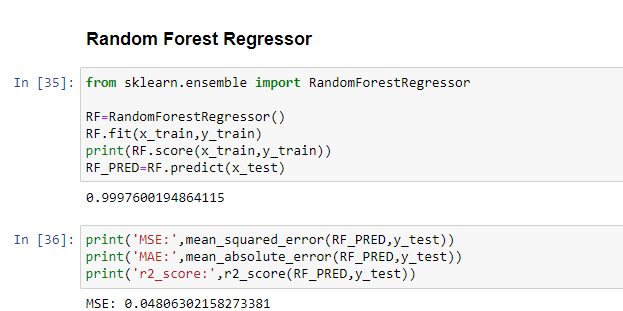 Random Forest Regressor
In [35]: from sklearn.ensemble import RandomForestRegressor
RF=RandomForestRegressor()
RF.fit(x_train,y_train)
print(RF.score(x_train,y_train))
RF_PRED=RF.predict(x_test)
0.9997600194864115
In [36]: print('MSE:',mean_squared_error(RF_PRED,y_test))
print('MAE:',mean_absolute_error(RF_PRED,y_test))
print('r2_score:',r2_score(RF_PRED,y_test))
MSE: 0.04806302158273381